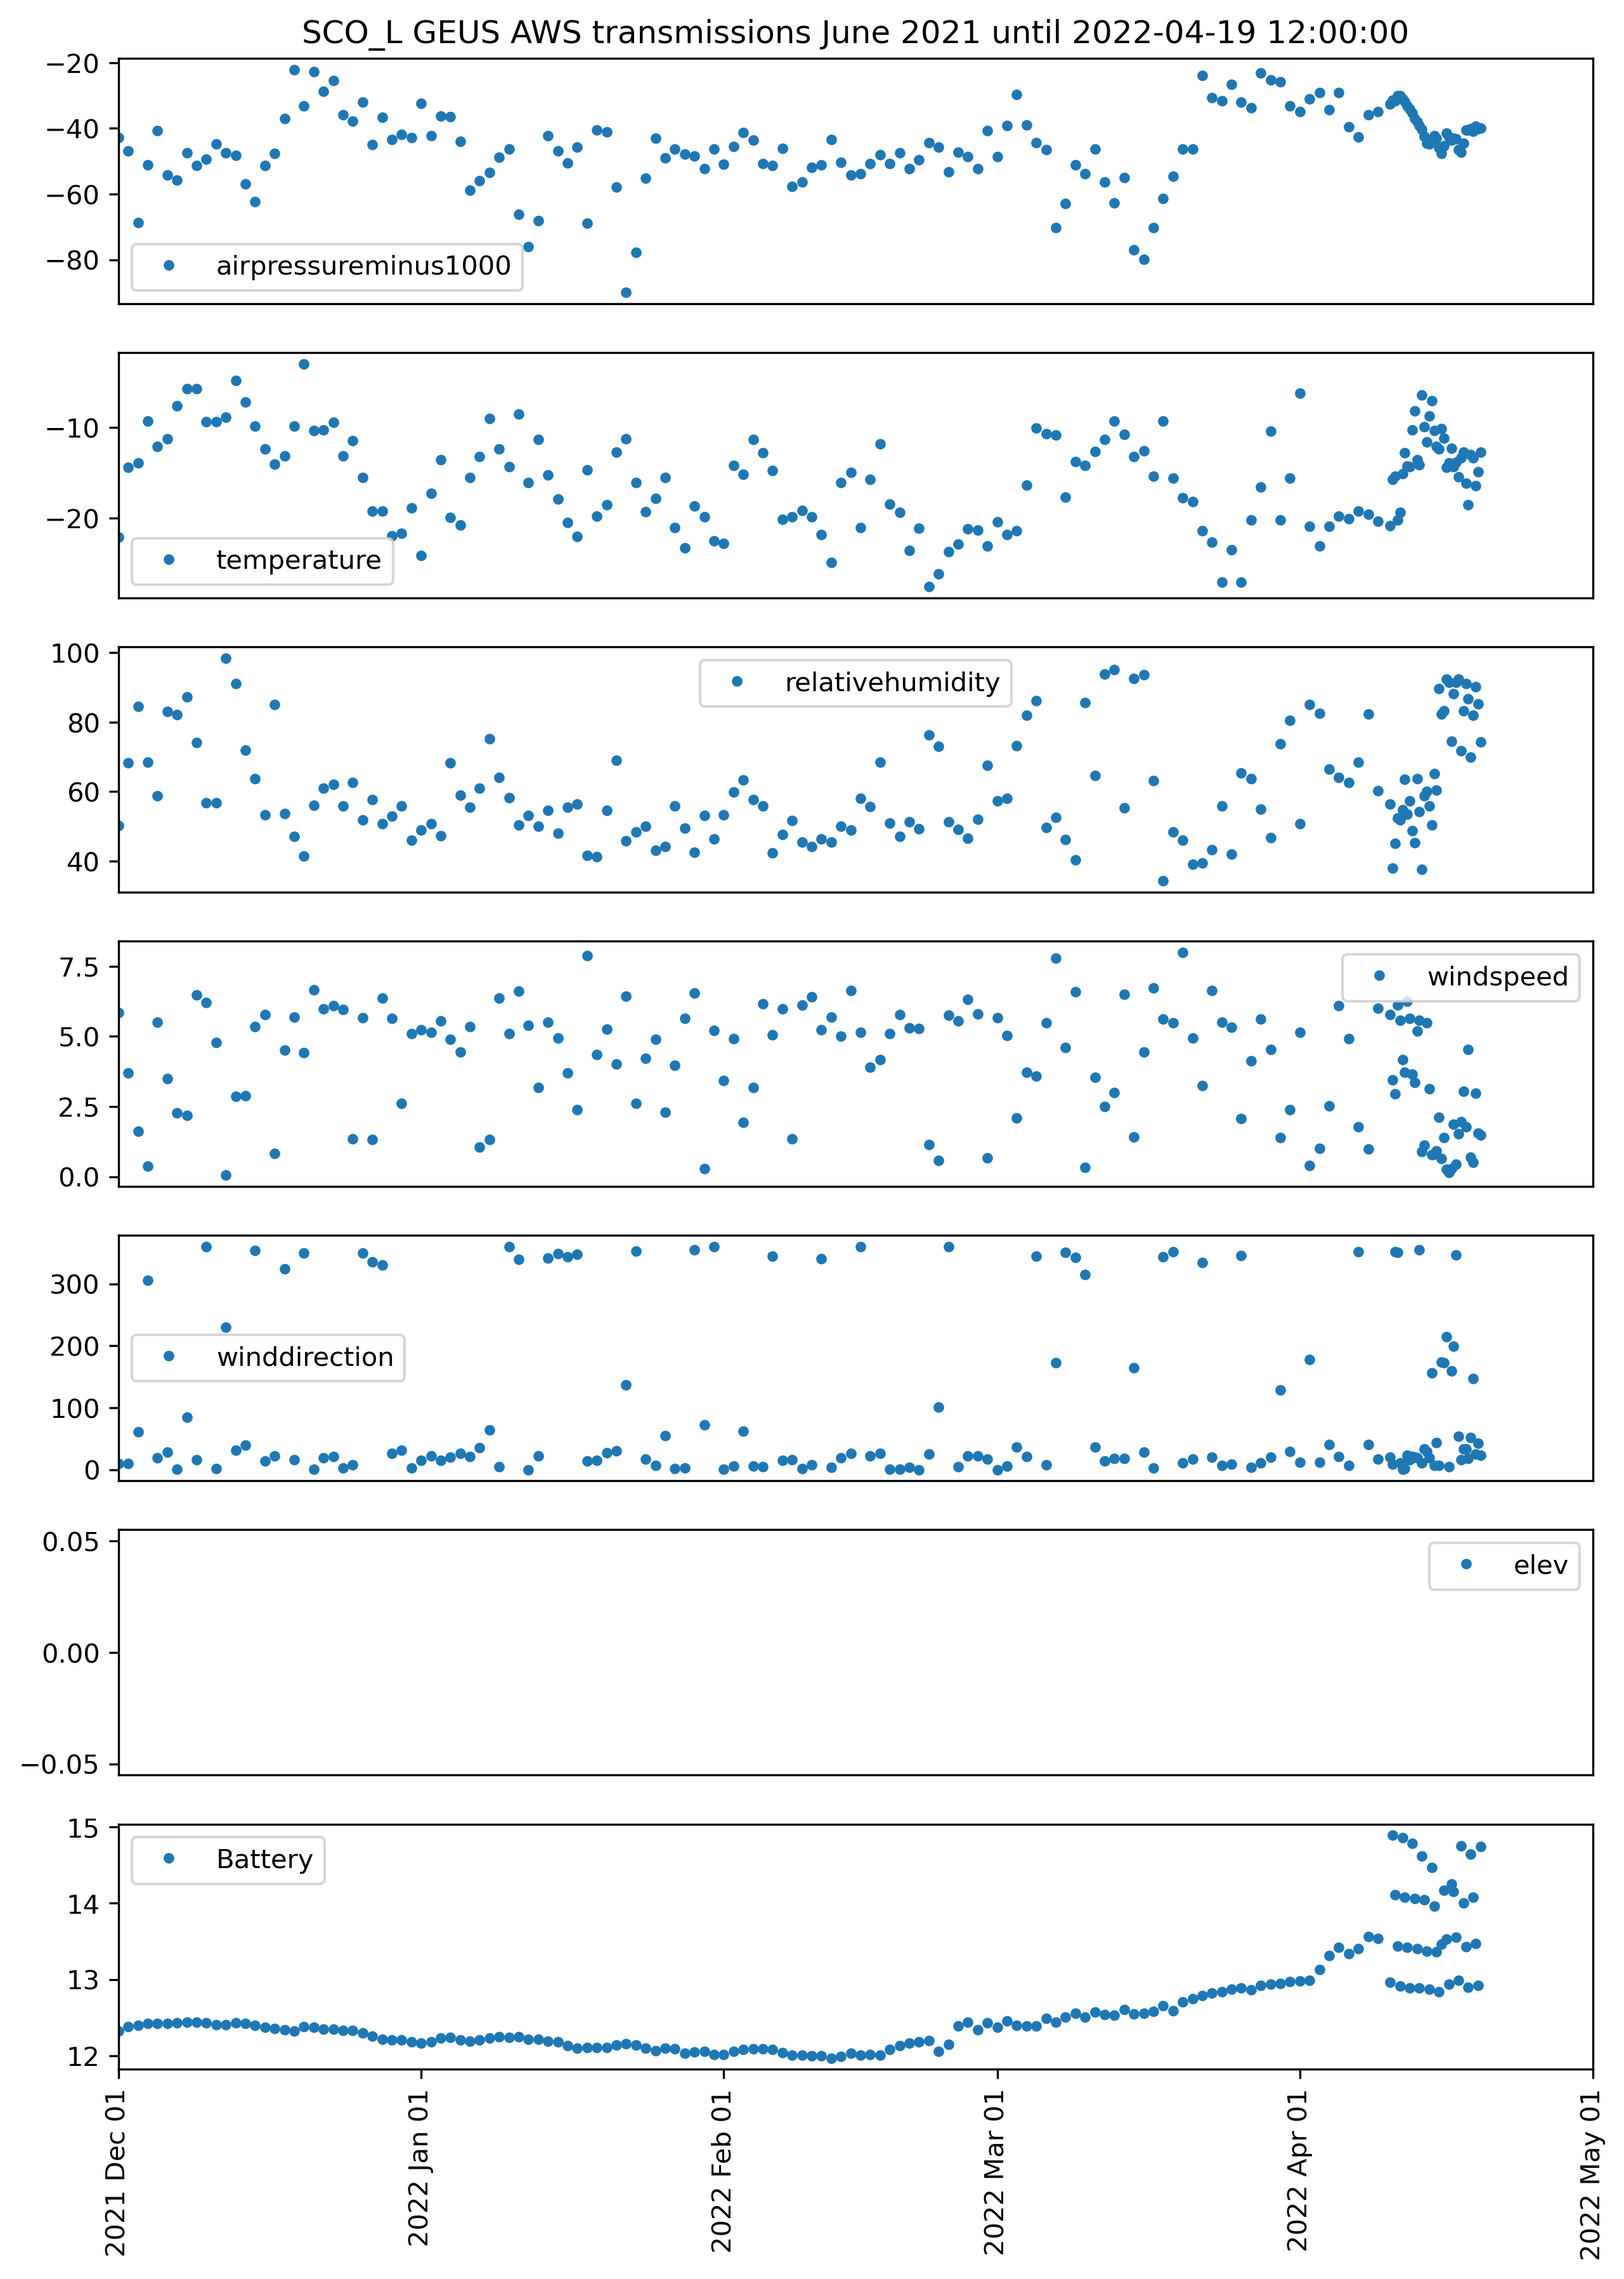 SCO_L GEUS AWS transmissions June 2021 until 2022-04-19 12:00:00
−20
−40
−60
−80
airpressureminus1000
−10
−20
temperature
100
80
60
40
relativehumidity
7.5
5.0
2.5
0.0
windspeed
300
200
100
0
winddirection
0.05
0.00
−0.05
elev
15
14
13
12
Battery
2021 Dec 01
2022 Jan 01
2022 Feb 01
2022 Mar 01
2022 Apr 01
2022 May 01